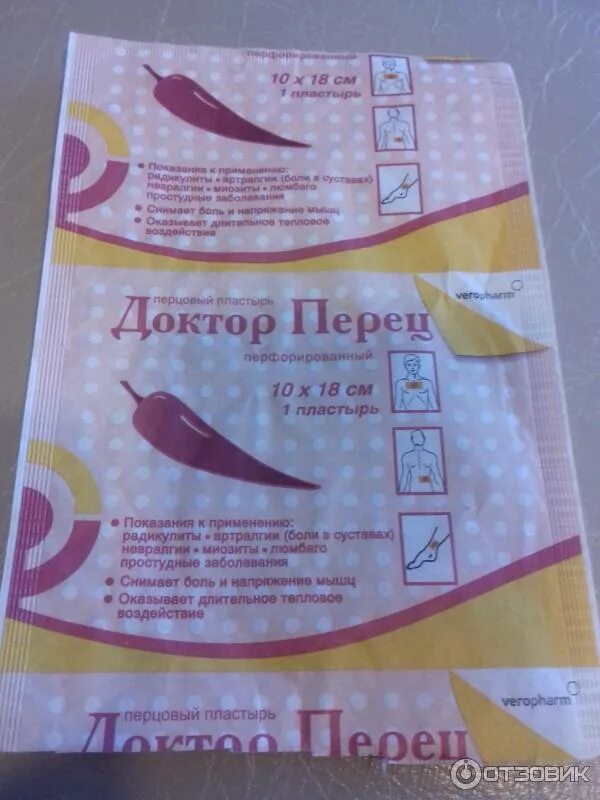 перфорированный
10 х 18 см
1 пластырь
• Показания к применению:
радикулиты • артралгии (боли в суставах)
невралгии • миозиты • люмбаго
простудные заболевания
• Снимает боль и напряжение мышц
• Оказывает длительное тепловое
воздействие
veropharm
перцовый пластырь
Доктор Перец
перфорированный
10 х 18 см
1 пластырь
• Показания к применению:
радикулиты • артралгии (боли в суставах)
невралгии • миозиты • люмбаго
простудные заболевания
• Снимает боль и напряжение мышц
• Оказывает длительное тепловое
воздействие
veropharm
перцовый пластырь
Доктор Перец
ОТЗОВИК